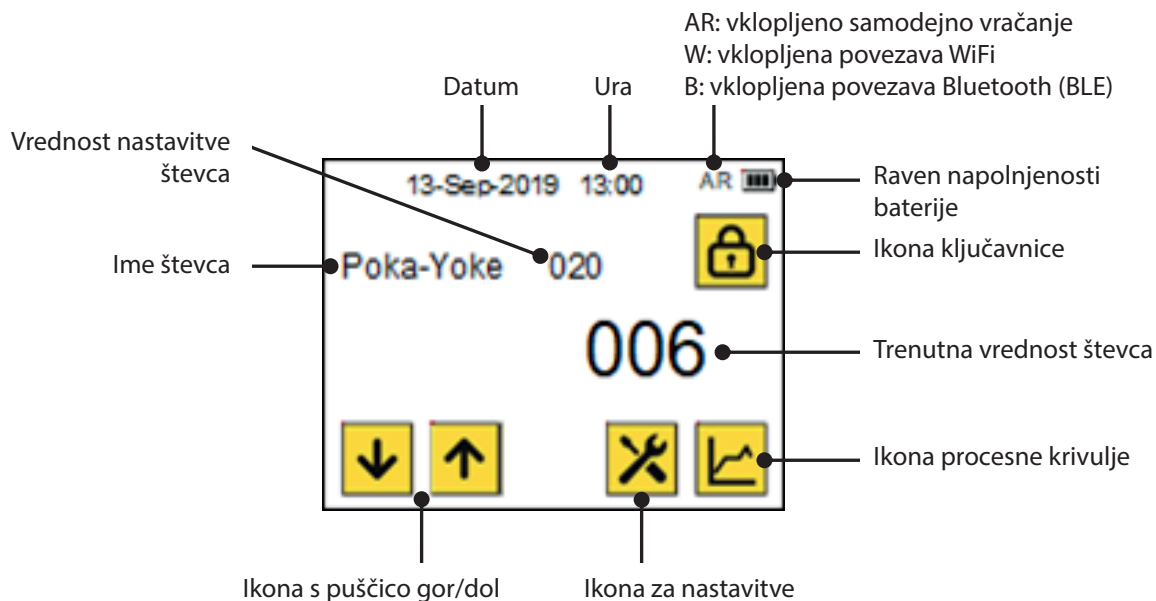 AR: vklopljeno samodejno vračanje
W: vklopljena povezava WiFi
B: vklopljena povezava Bluetooth (BLE)
Datum
Ura
Vrednost nastavitve
števca
13-Sep-2019 13:00 AR
Raven napolnjenosti
baterije
Ikona ključavnice
Ime števca
Poka-Yoke 020
006
Trenutna vrednost števca
Ikona procesne krivulje
Ikona s puščico gor/dol
Ikona za nastavitve